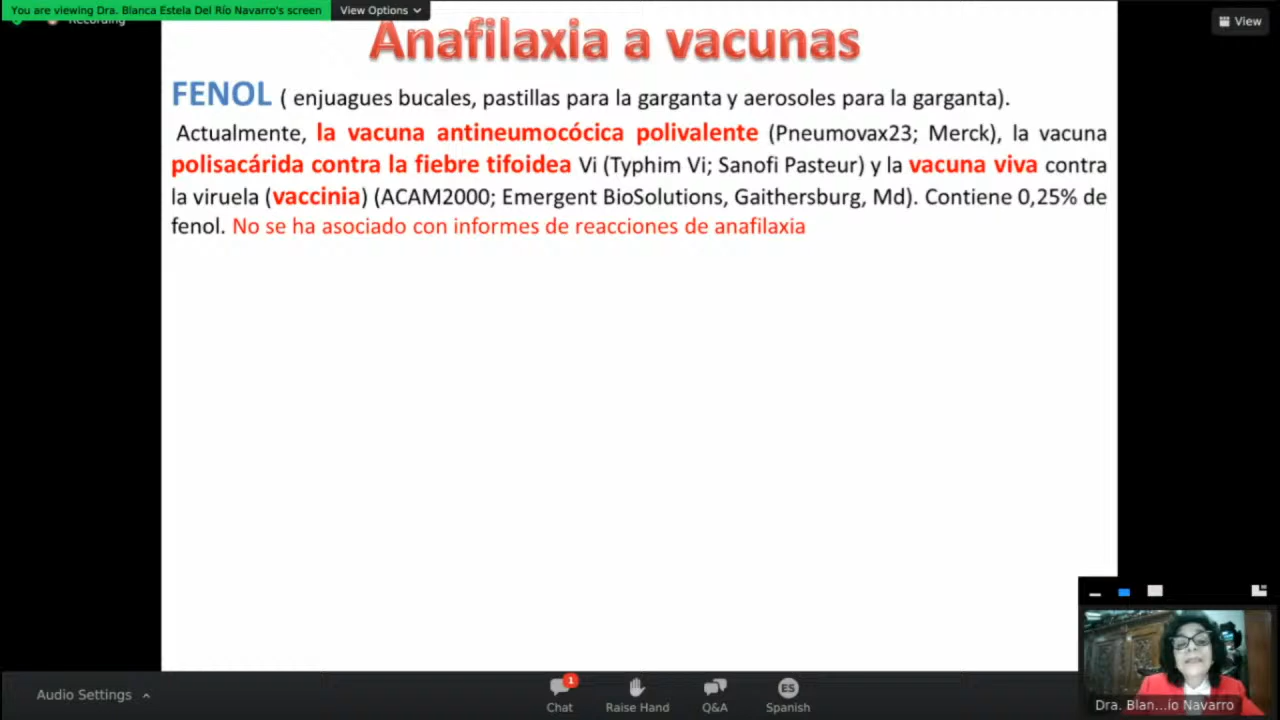 You are viewing Dra. Blanca Estela Del Río Navarro's screen
View Options
Recording
View
Anafilaxia a vacunas
FENOL ( enjuagues bucales, pastillas para la garganta y aerosoles para la garganta).
Actualmente, la vacuna antineumocócica polivalente (Pneumovax23; Merck), la vacuna
polisacárida contra la fiebre tifoidea Vi (Typhim Vi; Sanofi Pasteur) y la vacuna viva contra
la viruela (vaccinia) (ACAM2000; Emergent BioSolutions, Gaithersburg, Md). Contiene 0,25% de
fenol. No se ha asociado con informes de reacciones de anafilaxia
Dra. Blan...ío Navarro
Audio Settings
1
Chat
Raise Hand
Q&A
ES
Spanish